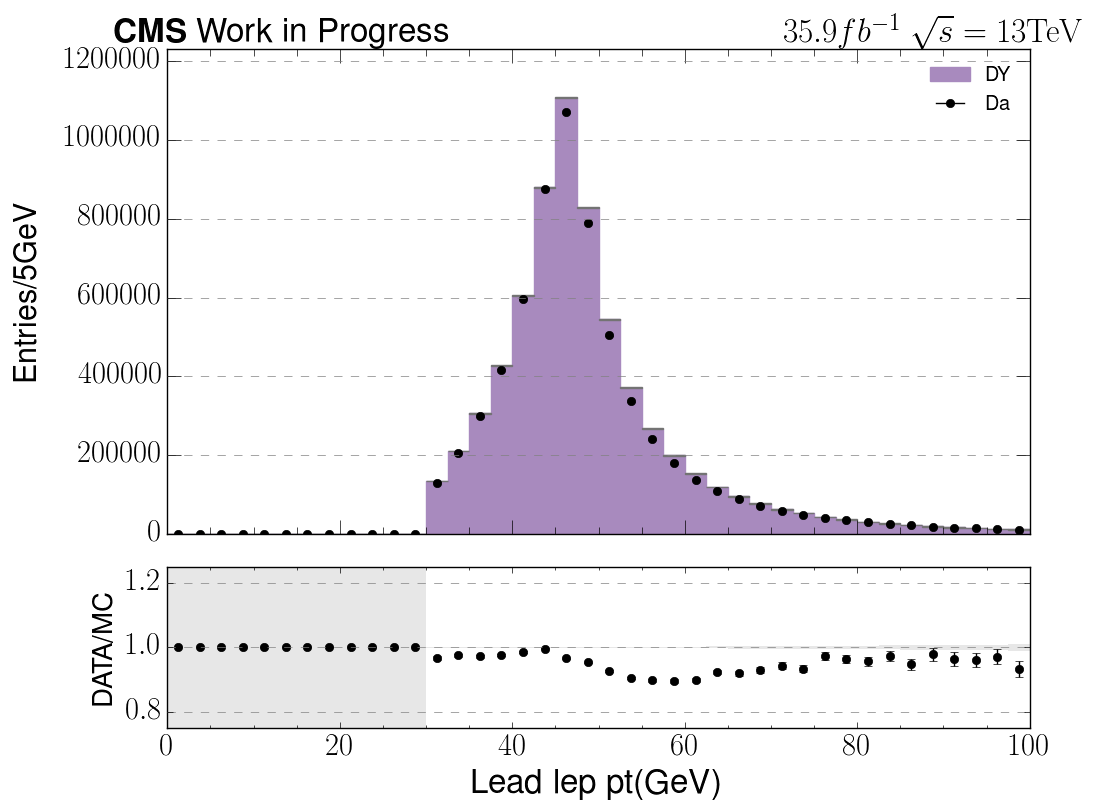 CMS Work in Progress 35.9fb⁻¹ √s = 13TeV
1200000
1000000
800000
600000
400000
200000
0
Entries/5GeV
DY
Da
1.2
1.0
0.8
DATA/MC
0 20 40 60 80 100
Lead lep pt(GeV)